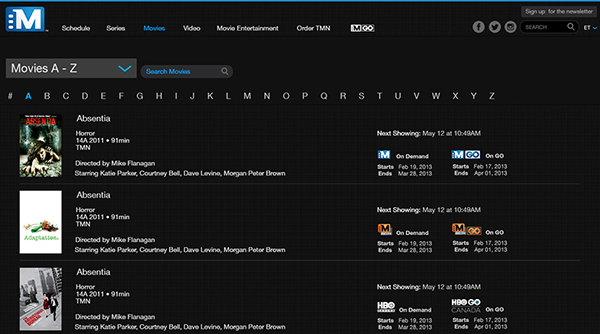 M
Sign up for the newsletter
Schedule Series Movies Video Movie Entertainment Order TMN M GO
SEARCH ET
Movies A - Z
Search Movies
# A B C D E F G H I J K L M N O P Q R S T U V W X Y Z
ABSENTIA
Absentia
Horror
14A 2011 • 91min
TMN
Directed by Mike Flanagan
Starring Katie Parker, Courtney Bell, Dave Levine, Morgan Peter Brown
Next Showing: May 12 at 10:49AM
M On Demand M GO On GO
Starts Feb 19, 2013 Starts Feb 17, 2013
Ends Mar 28, 2013 Ends Apr 01, 2013
Adaptation.
Absentia
Horror
14A 2011 • 91min
TMN
Directed by Mike Flanagan
Starring Katie Parker, Courtney Bell, Dave Levine, Morgan Peter Brown
Next Showing: May 12 at 10:49AM
M On Demand M GO On GO
Starts Feb 19, 2013 Starts Feb 17, 2013
Ends Mar 28, 2013 Ends Apr 01, 2013
Absentia
Horror
14A 2011 • 91min
TMN
Directed by Mike Flanagan
Starring Katie Parker, Courtney Bell, Dave Levine, Morgan Peter Brown
Next Showing: May 12 at 10:49AM
HBO On Demand HBO GO CANADA On GO
Starts Feb 19, 2013 Starts Feb 17, 2013
Ends Mar 28, 2013 Ends Apr 01, 2013